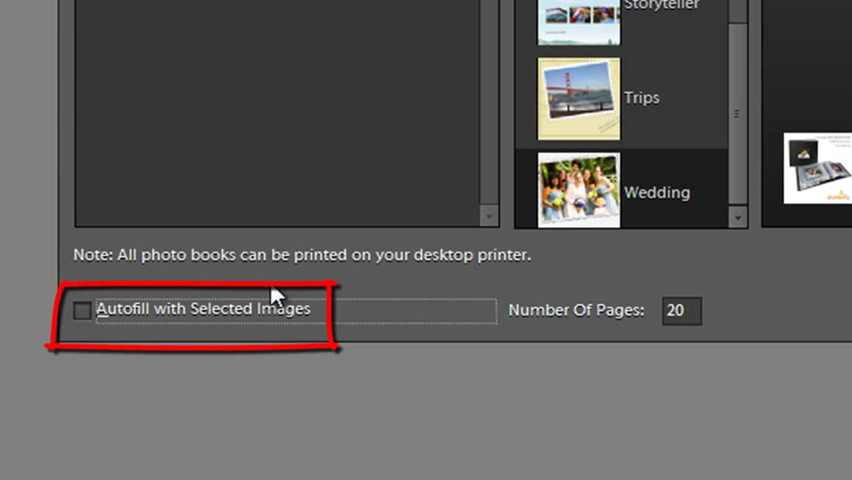 Storyteller
Trips
Wedding
Note: All photo books can be printed on your desktop printer.
Autofill with Selected Images
Number Of Pages: 20